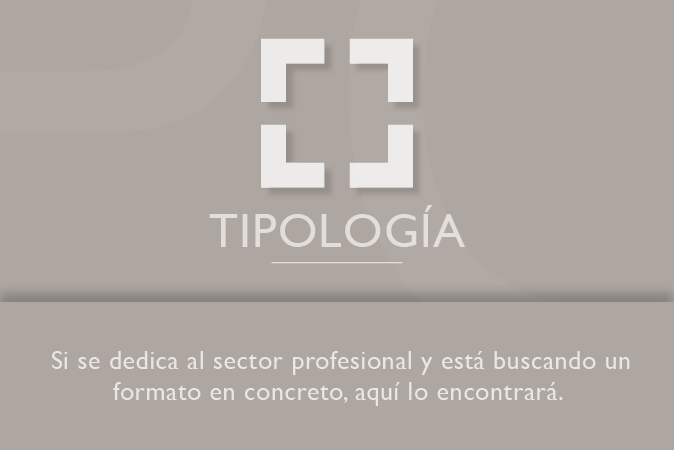 TIPOLOGÍA
Si se dedica al sector profesional y está buscando un
formato en concreto, aquí lo encontrará.